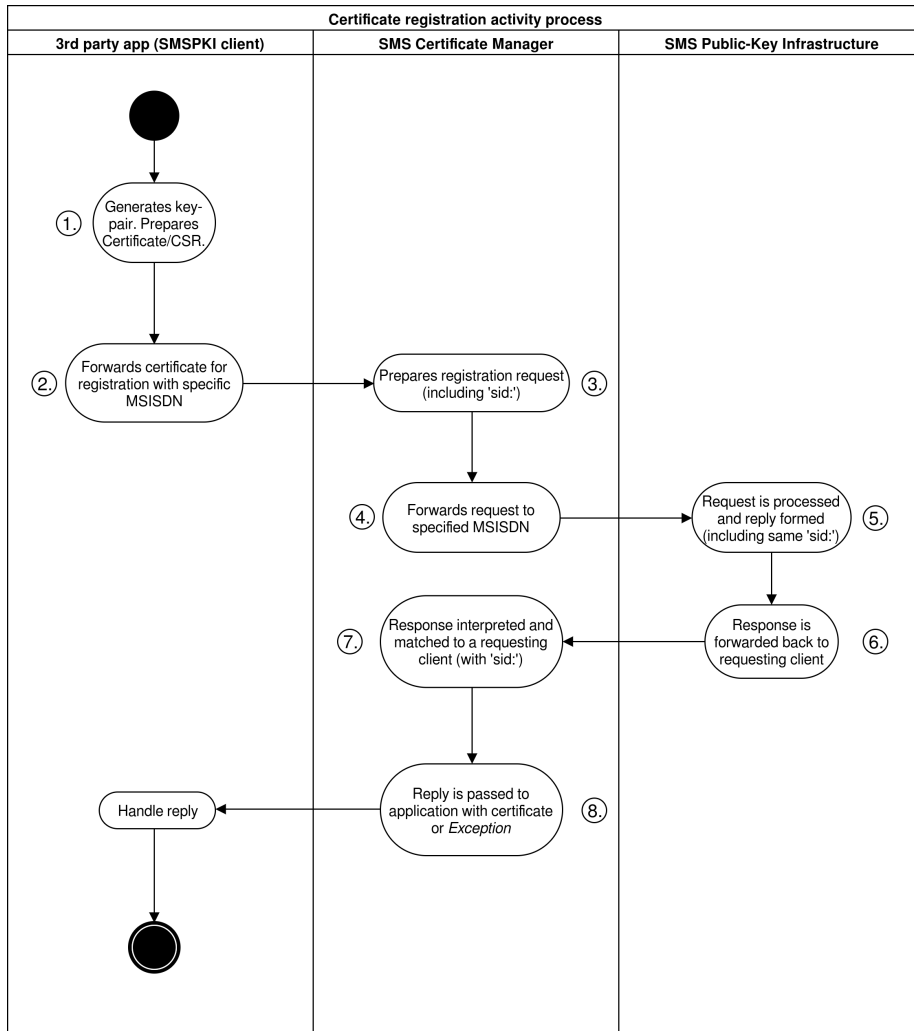 Certificate registration activity process
3rd party app (SMSPKI client)
SMS Certificate Manager
SMS Public-Key Infrastructure
1.
Generates key-
pair. Prepares
Certificate/CSR.
2.
Forwards certificate for
registration with specific
MSISDN
Prepares registration request
(including 'sid:')
3.
4.
Forwards request to
specified MSISDN
Request is processed
and reply formed
(including same 'sid:')
5.
7.
Response interpreted and
matched to a requesting
client (with 'sid:')
Response is
forwarded back to
requesting client
6.
Handle reply
Reply is passed to
application with certificate
or Exception
8.